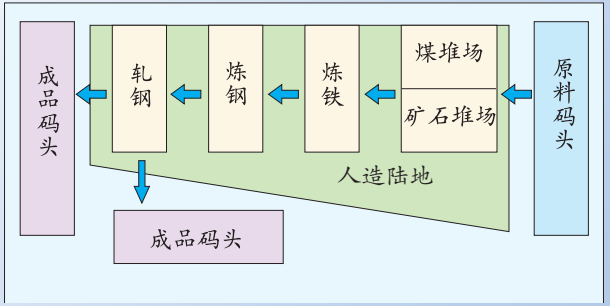 成品码头
轧钢
炼钢
炼铁
煤堆场
矿石堆场
原料码头
人造陆地
成品码头